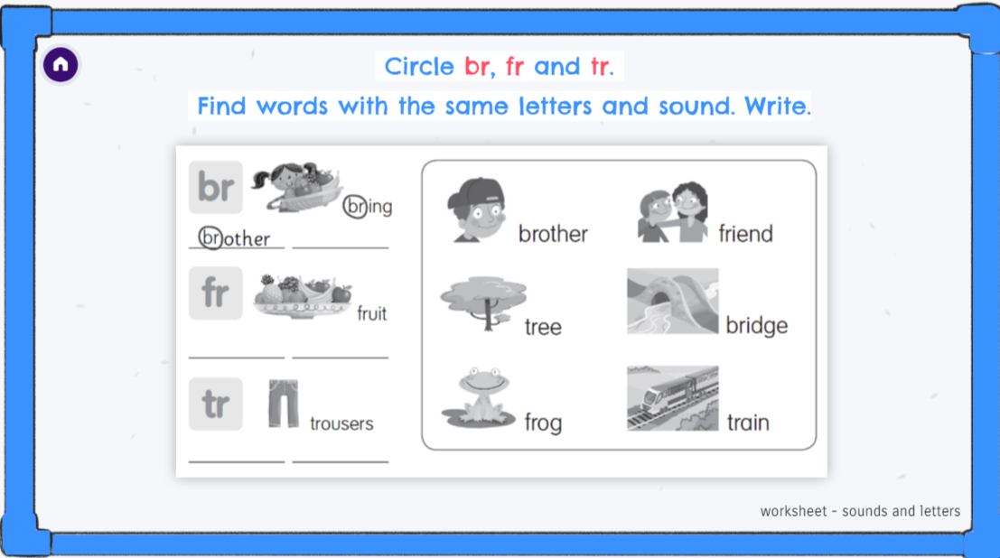 Circle br, fr and tr.
Find words with the same letters and sound. Write.
br
bring
brother
fr
fruit
tr
trousers
brother
friend
tree
bridge
frog
train
worksheet - sounds and letters